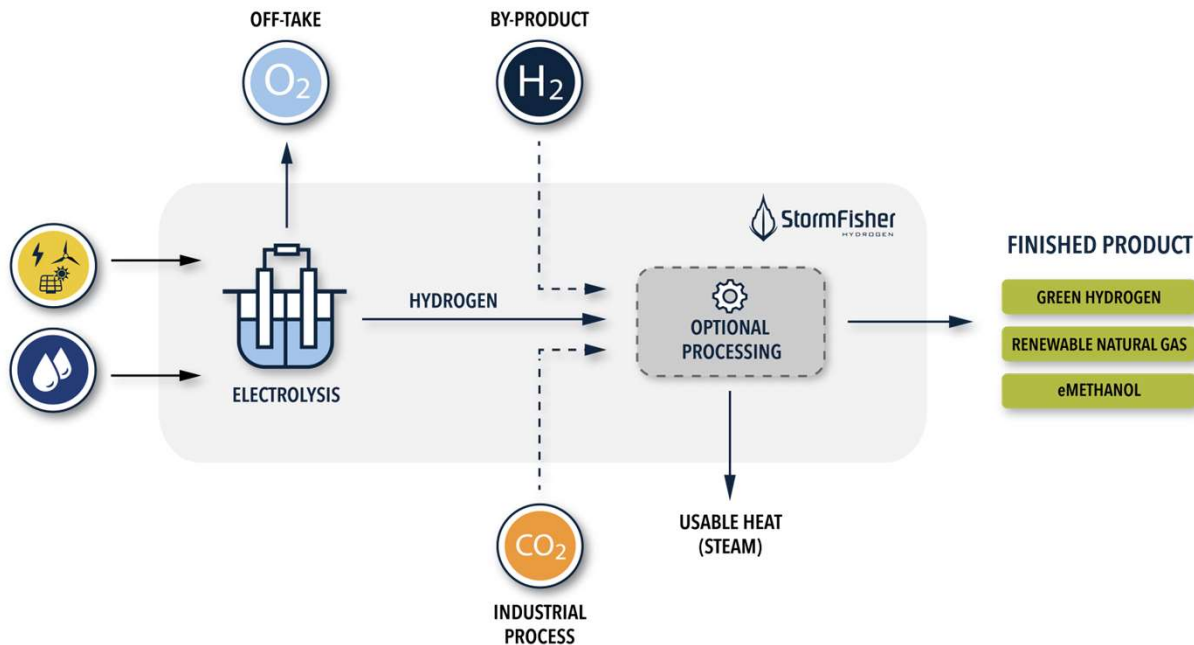 OFF-TAKE
O2
BY-PRODUCT
H2
StormFisher
HYDROGEN
HYDROGEN
ELECTROLYSIS
OPTIONAL
PROCESSING
FINISHED PRODUCT
GREEN HYDROGEN
RENEWABLE NATURAL GAS
eMETHANOL
USABLE HEAT
(STEAM)
CO2
INDUSTRIAL
PROCESS